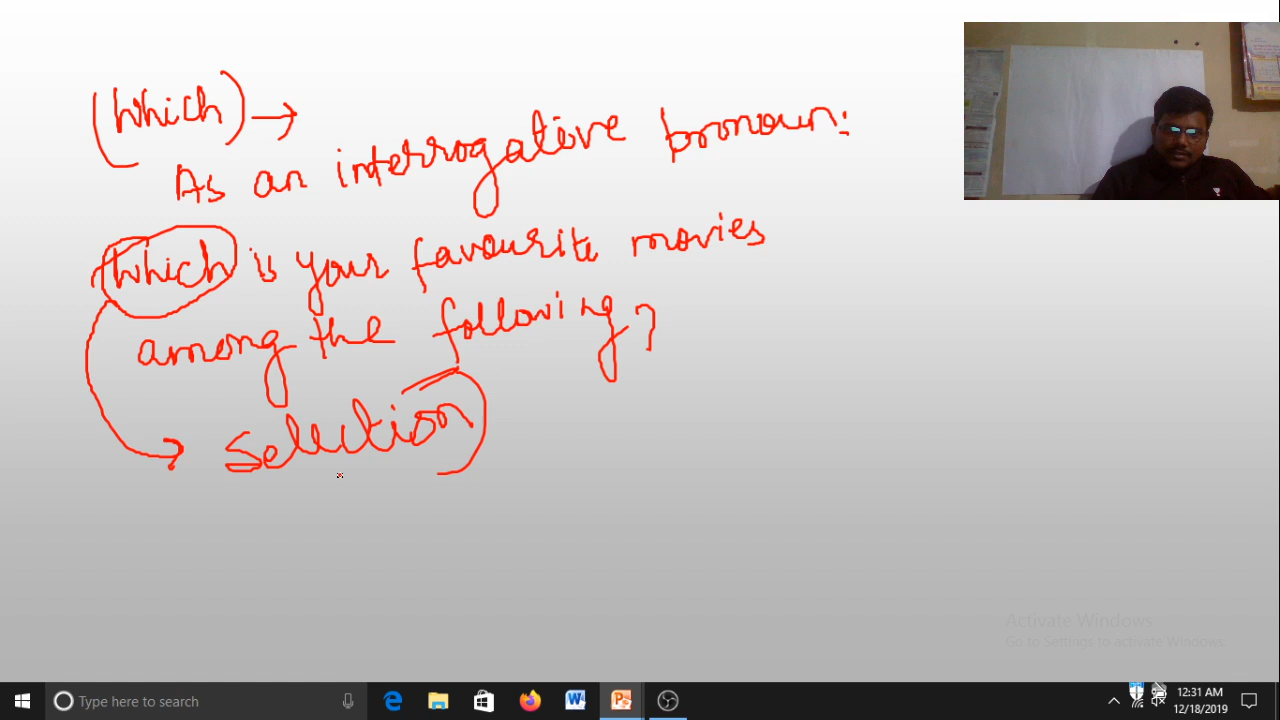 (Which) →
As an interrogative pronoun:
Which is your favourite movies
among the following?
Selection)
Activate Windows
Go to Settings to activate Windows
Type here to search
12:31 AM
12/18/2019